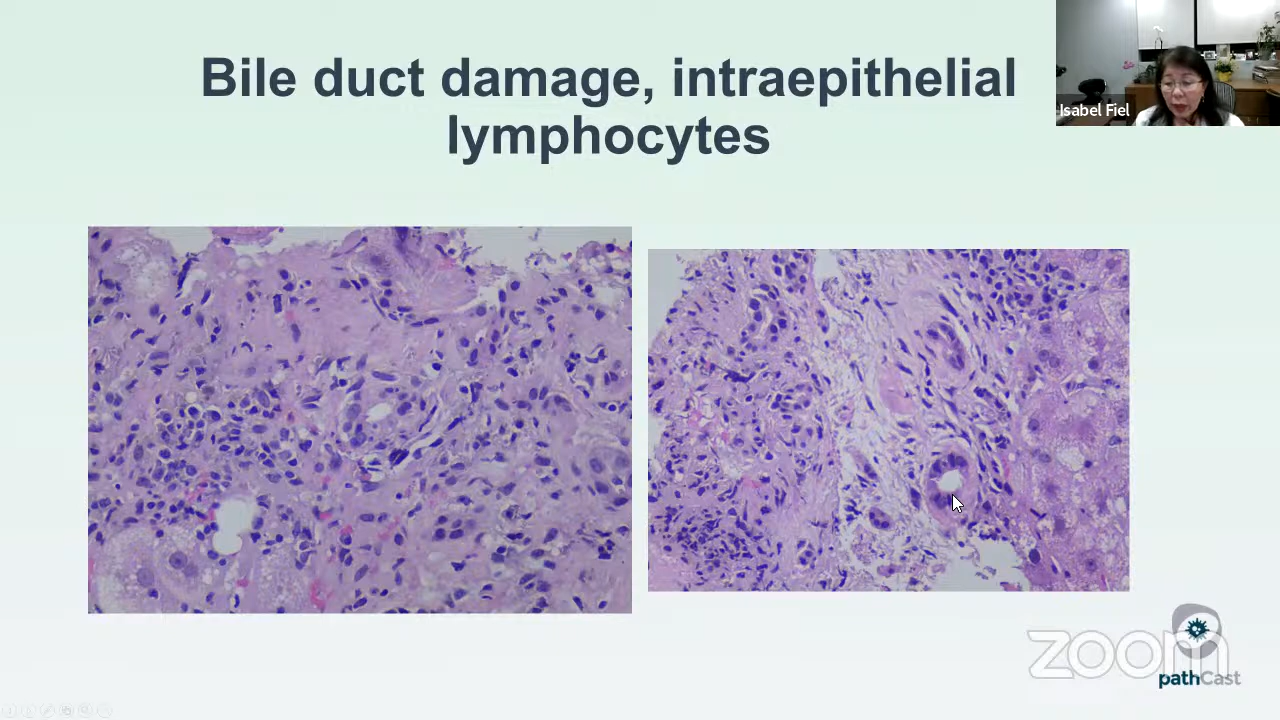 Bile duct damage, intraepithelial
lymphocytes
Isabel Fiel
zoom
pathCast